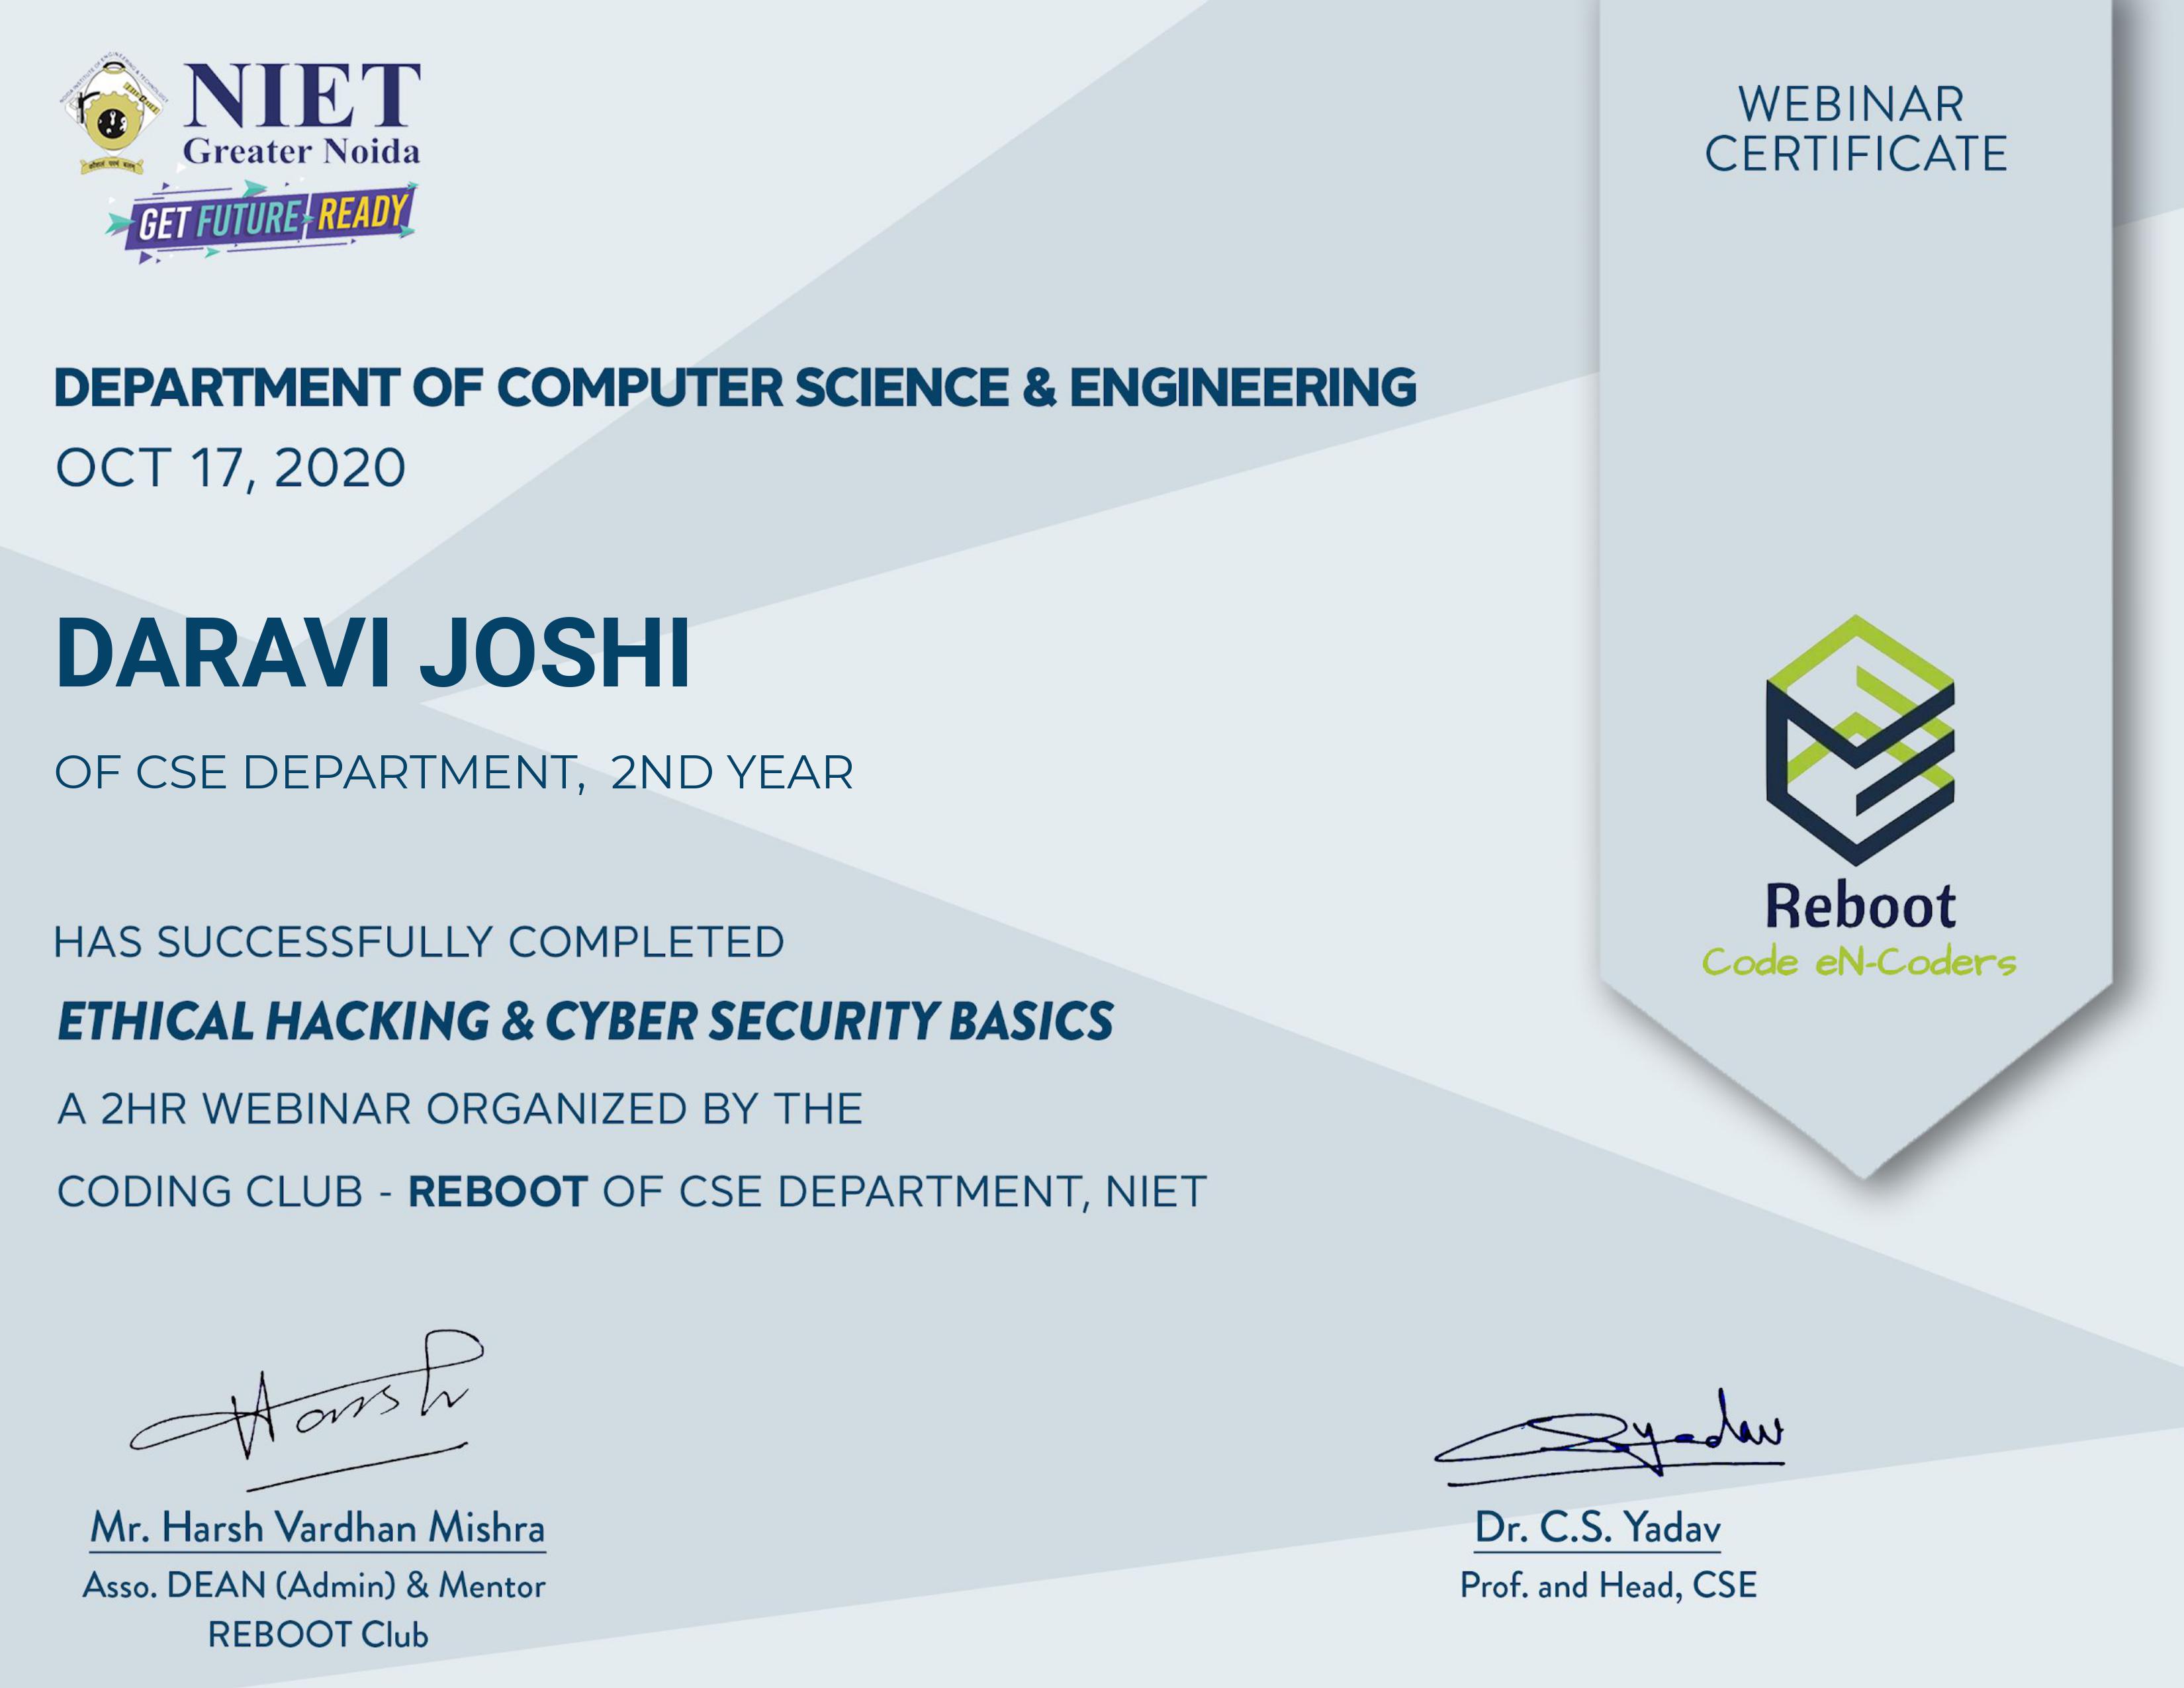 NIET
Greater Noida
GET FUTURE READY
WEBINAR
CERTIFICATE
DEPARTMENT OF COMPUTER SCIENCE & ENGINEERING
OCT 17, 2020
DARAVI JOSHI
OF CSE DEPARTMENT, 2ND YEAR
HAS SUCCESSFULLY COMPLETED
ETHICAL HACKING & CYBER SECURITY BASICS
A 2HR WEBINAR ORGANIZED BY THE
CODING CLUB - REBOOT OF CSE DEPARTMENT, NIET
Reboot
Code eN-Coders
Harsh
Mr. Harsh Vardhan Mishra
Asso. DEAN (Admin) & Mentor
REBOOT Club
Dr. C.S. Yadav
Prof. and Head, CSE